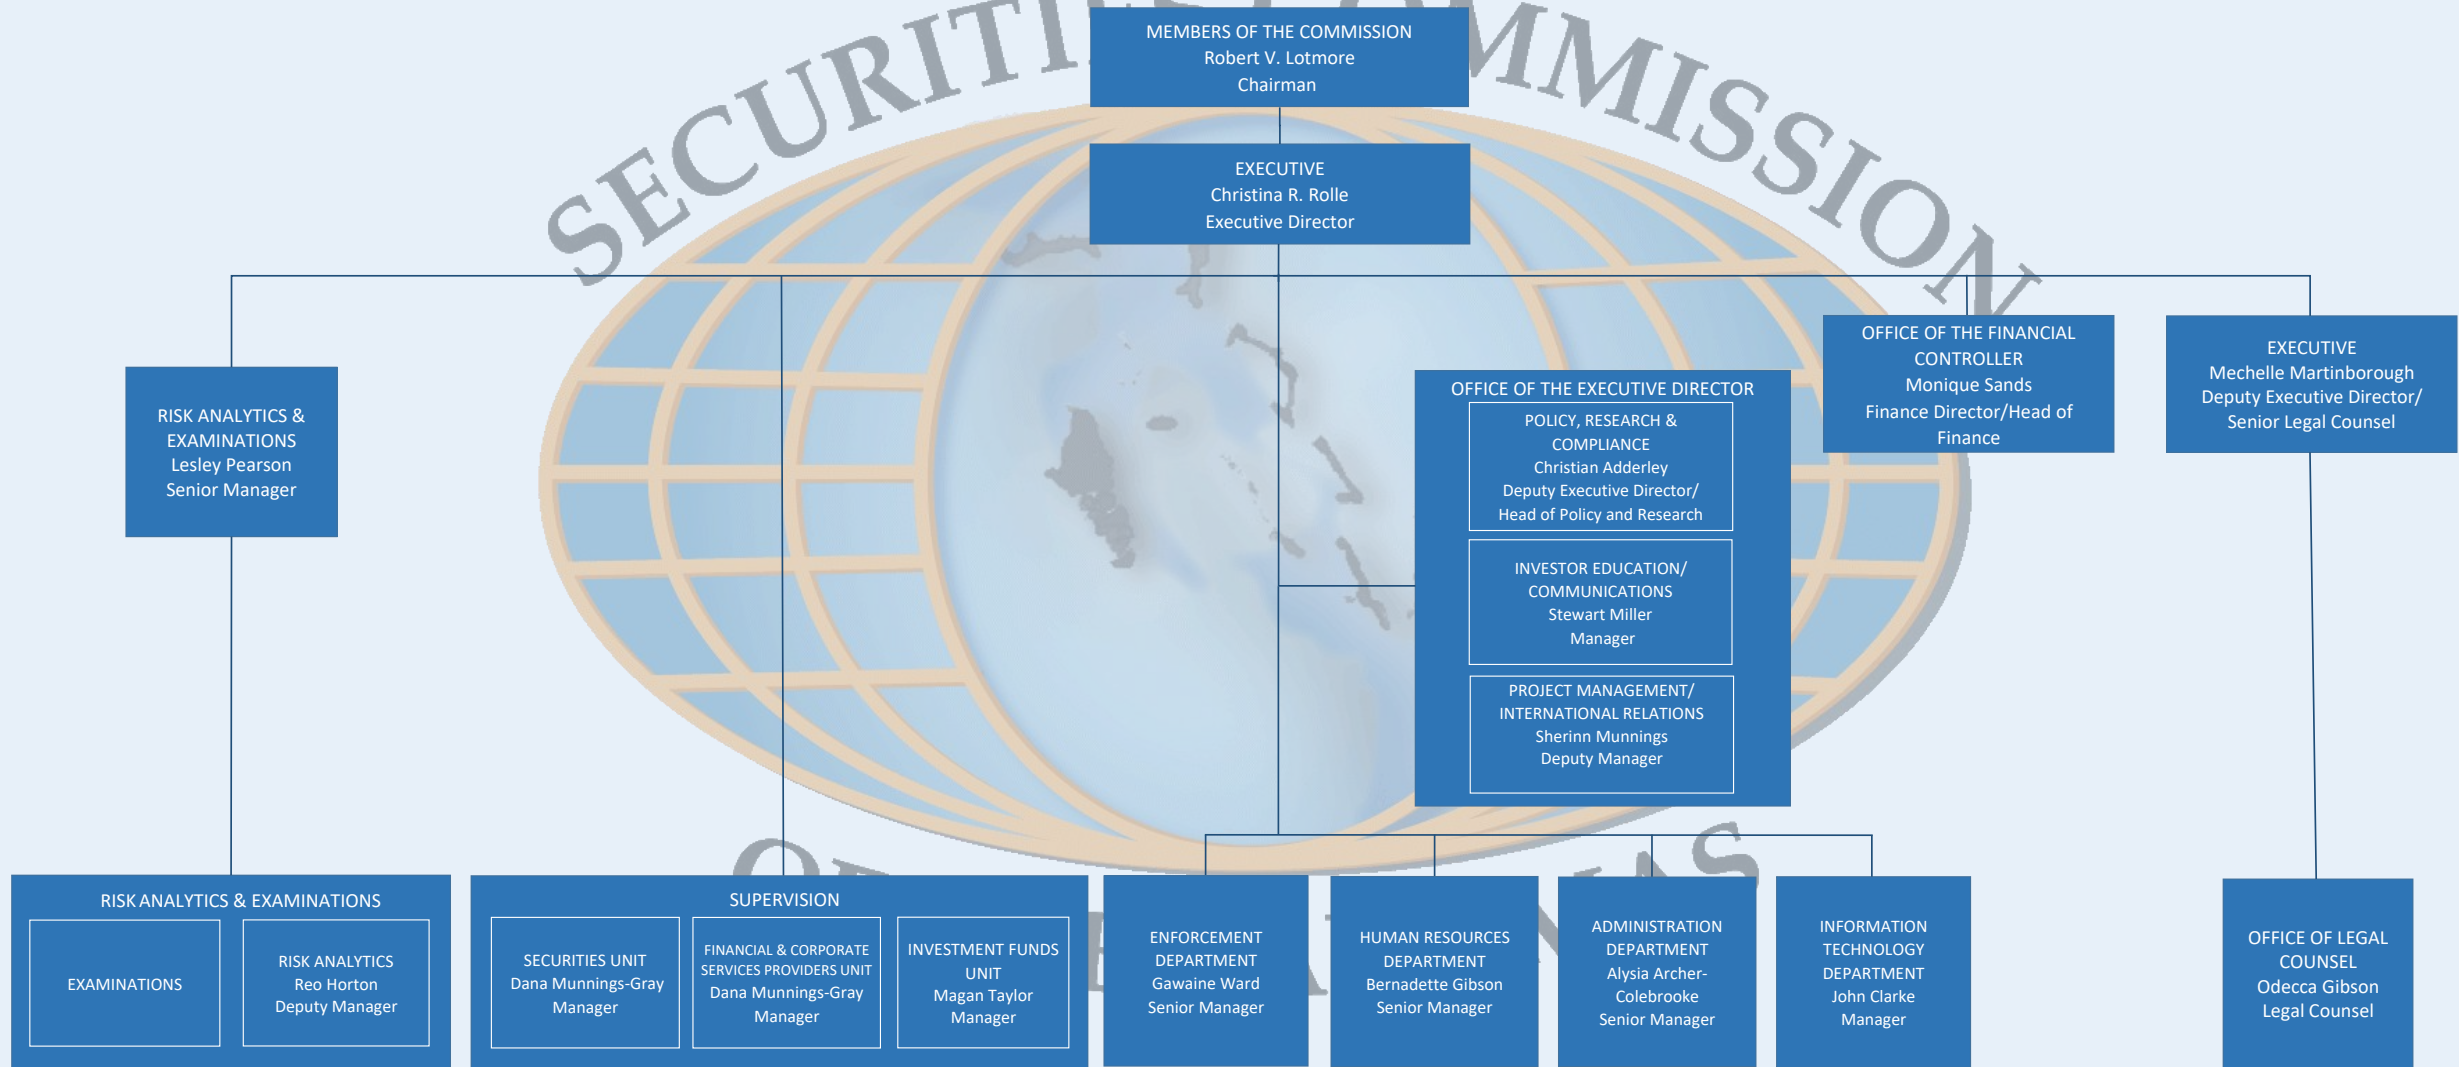 SECURITIES COMMISSION
MEMBERS OF THE COMMISSION
Robert V. Lotmore
Chairman
EXECUTIVE
Christina R. Rolle
Executive Director
RISK ANALYTICS &
EXAMINATIONS
Lesley Pearson
Senior Manager
OFFICE OF THE EXECUTIVE DIRECTOR
POLICY, RESEARCH &
COMPLIANCE
Christian Adderley
Deputy Executive Director/
Head of Policy and Research
INVESTOR EDUCATION/
COMMUNICATIONS
Stewart Miller
Manager
PROJECT MANAGEMENT/
INTERNATIONAL RELATIONS
Sherinn Munnings
Deputy Manager
OFFICE OF THE FINANCIAL
CONTROLLER
Monique Sands
Finance Director/Head of
Finance
EXECUTIVE
Mechelle Martinborough
Deputy Executive Director/
Senior Legal Counsel
RISK ANALYTICS & EXAMINATIONS
EXAMINATIONS
RISK ANALYTICS
Reo Horton
Deputy Manager
SUPERVISION
SECURITIES UNIT
Dana Munnings-Gray
Manager
FINANCIAL & CORPORATE
SERVICES PROVIDERS UNIT
Dana Munnings-Gray
Manager
INVESTMENT FUNDS
UNIT
Magan Taylor
Manager
ENFORCEMENT
DEPARTMENT
Gawaine Ward
Senior Manager
HUMAN RESOURCES
DEPARTMENT
Bernadette Gibson
Senior Manager
ADMINISTRATION
DEPARTMENT
Alysia Archer-
Colebrooke
Senior Manager
INFORMATION
TECHNOLOGY
DEPARTMENT
John Clarke
Manager
OFFICE OF LEGAL
COUNSEL
Odecca Gibson
Legal Counsel